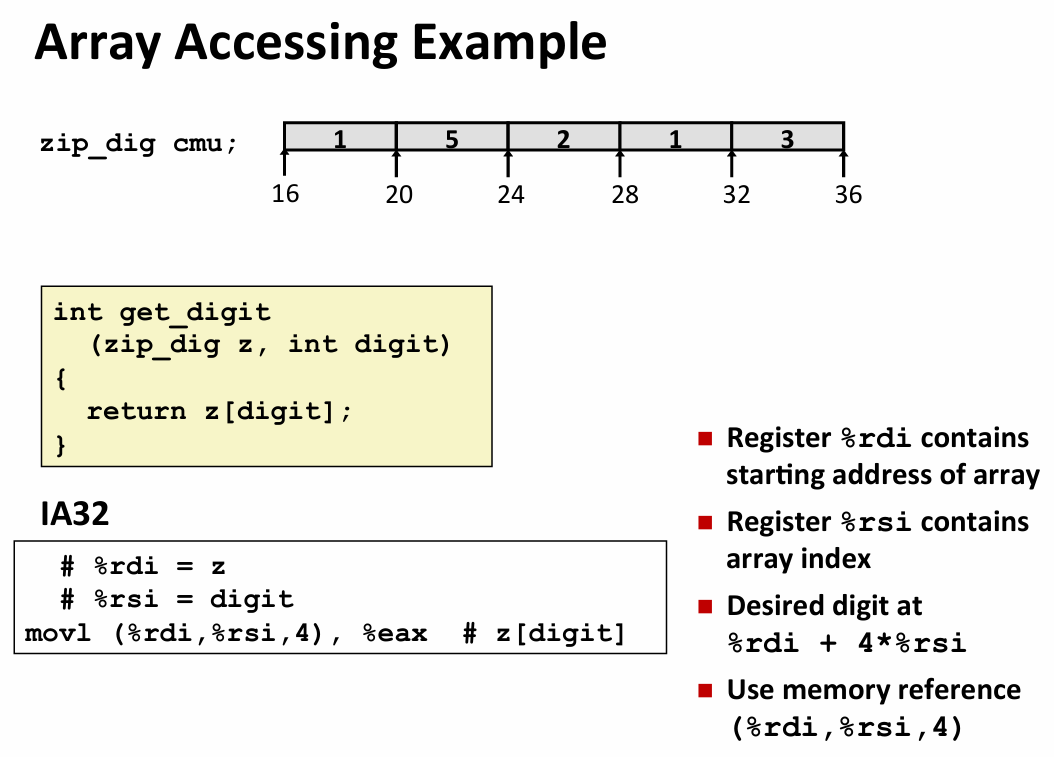 Array Accessing Example
zip_dig cmu;
1 5 2 1 3
16 20 24 28 32 36
int get_digit
(zip_dig z, int digit)
{
return z[digit];
}
IA32
# %rdi = z
# %rsi = digit
movl (%rdi,%rsi,4), %eax # z[digit]
Register %rdi contains
starting address of array
Register %rsi contains
array index
Desired digit at
%rdi + 4*%rsi
Use memory reference
(%rdi,%rsi,4)